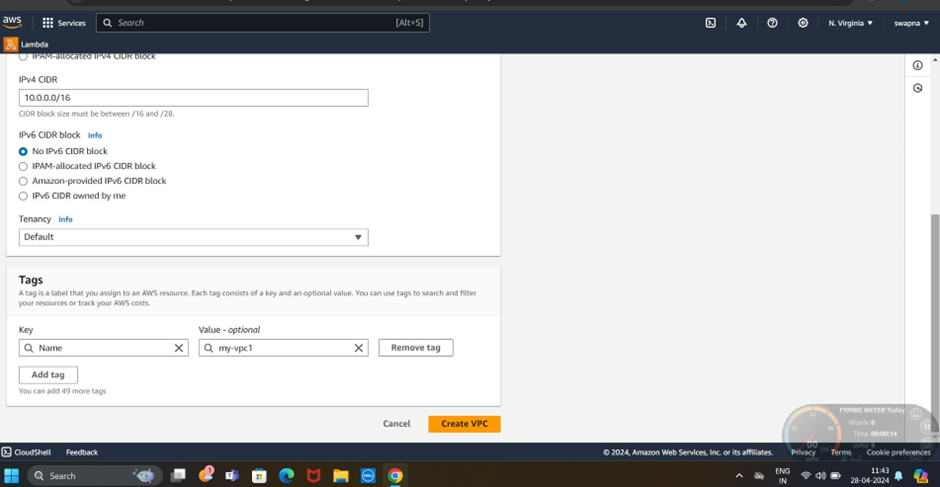 aws
Services
Search
[Alt+S]
N. Virginia
swapna
Lambda
IPAM-allocated IPv4 CIDR block
IPv4 CIDR
10.0.0.0/16
CIDR block size must be between /16 and /28.
IPv6 CIDR block Info
No IPv6 CIDR block
IPAM-allocated IPv6 CIDR block
Amazon-provided IPv6 CIDR block
IPv6 CIDR owned by me
Tenancy Info
Default
Tags
A tag is a label that you assign to an AWS resource. Each tag consists of a key and an optional value. You can use tags to search and filter
your resources or track your AWS costs.
Key
Value - optional
Name
my-vpc1
Remove tag
Add tag
You can add 49 more tags
Cancel
Create VPC
TYPING METER Today
Words 0
Time 00:00:14
CloudShell
Feedback
© 2024, Amazon Web Services, Inc. or its affiliates.
Privacy
Terms
Cookie preferences
Search
ENG
IN
11:43
28-04-2024